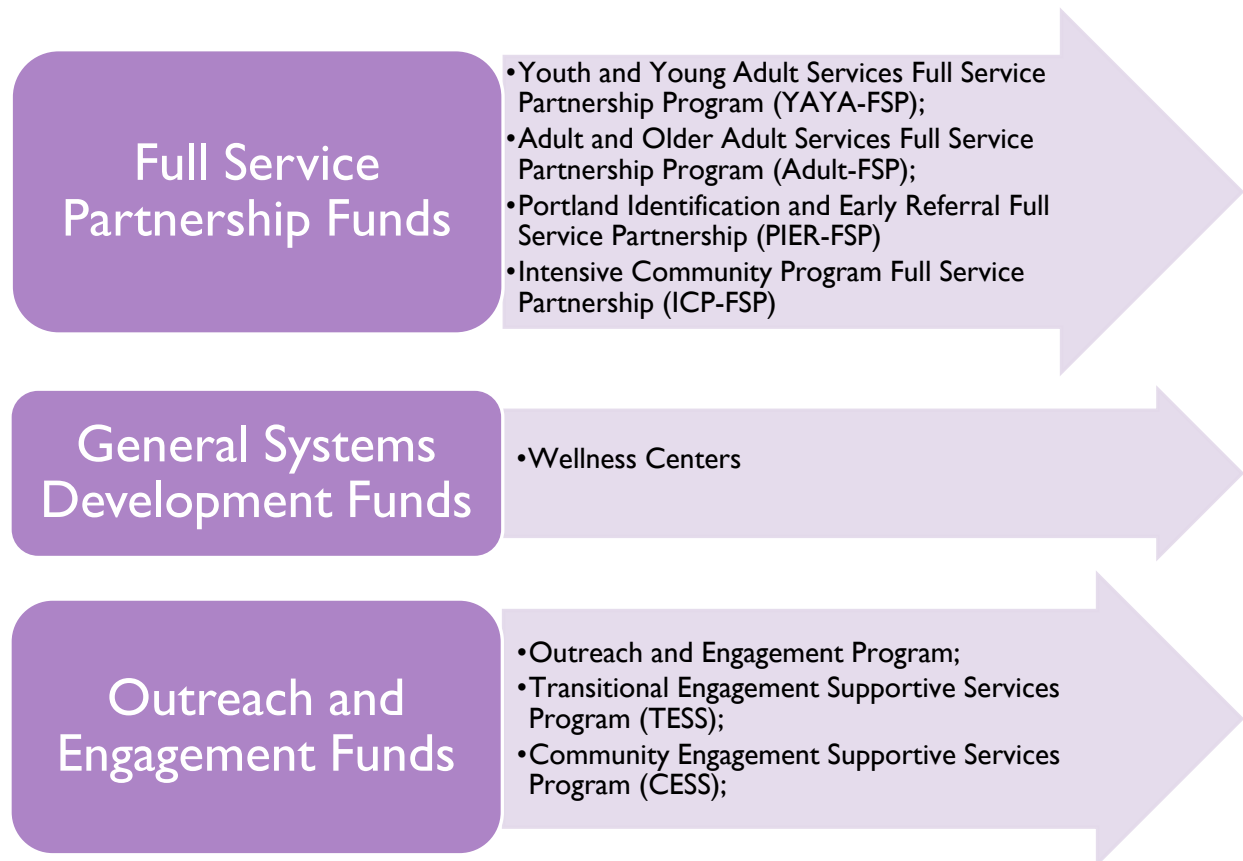 Full Service
Partnership Funds
•Youth and Young Adult Services Full Service
Partnership Program (YAYA-FSP);
•Adult and Older Adult Services Full Service
Partnership Program (Adult-FSP);
•Portland Identification and Early Referral Full
Service Partnership (PIER-FSP)
•Intensive Community Program Full Service
Partnership (ICP-FSP)
General Systems
Development Funds
•Wellness Centers
Outreach and
Engagement Funds
•Outreach and Engagement Program;
•Transitional Engagement Supportive Services
Program (TESS);
•Community Engagement Supportive Services
Program (CESS);